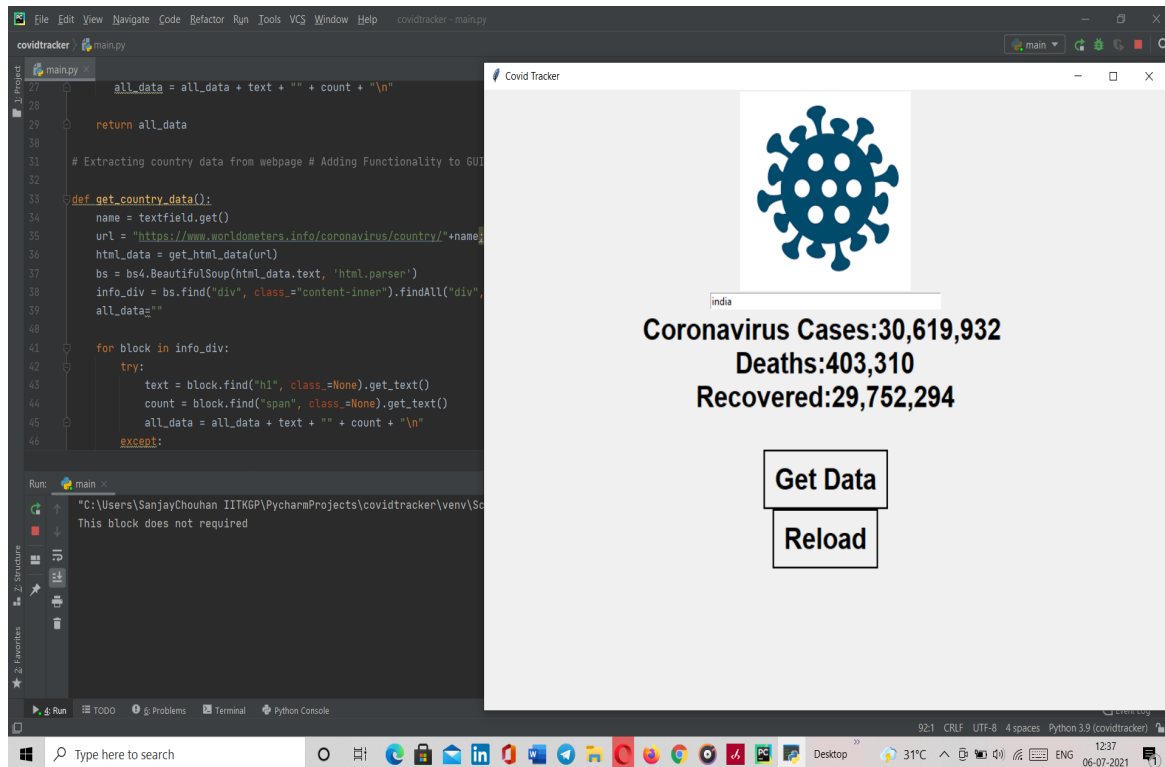 File Edit View Navigate Code Refactor Run Tools VCS Window Help covidtracker - main.py
covidtracker main.py
main
main.py
1: Project
27 all_data = all_data + text + "" + count + "\n"
28
29 return all_data
30
31 # Extracting country data from webpage # Adding Functionality to GUI
32
33 def get_country_data():
34 name = textfield.get()
35 url = "https://www.worldometers.info/coronavirus/country/"+name;
36 html_data = get_html_data(url)
37 bs = bs4.BeautifulSoup(html_data.text, 'html.parser')
38 info_div = bs.find("div", class_="content-inner").findAll("div",
39 all_data=""
40
41 for block in info_div:
42 try:
43 text = block.find("h1", class_=None).get_text()
44 count = block.find("span", class_=None).get_text()
45 all_data = all_data + text + "" + count + "\n"
46 except:
Covid Tracker
india
Coronavirus Cases:30,619,932
Deaths:403,310
Recovered:29,752,294
Get Data
Reload
Run: main
"C:\Users\SanjayChouhan IITKGP\PycharmProjects\covidtracker\venv\Sc
This block does not required
Z: Structure
2: Favorites
4: Run TODO 6: Problems Terminal Python Console
Event Log
92:1 CRLF UTF-8 4 spaces Python 3.9 (covidtracker)
Type here to search
Desktop
31°C
ENG
12:37
06-07-2021